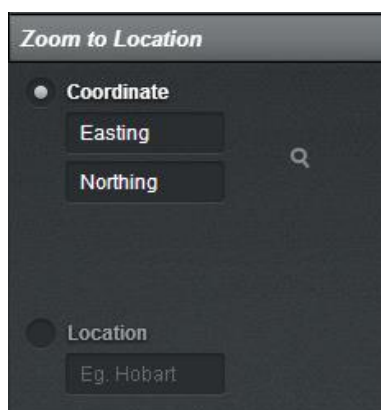 Zoom to Location
Coordinate
Easting
Northing
Location
Eg. Hobart